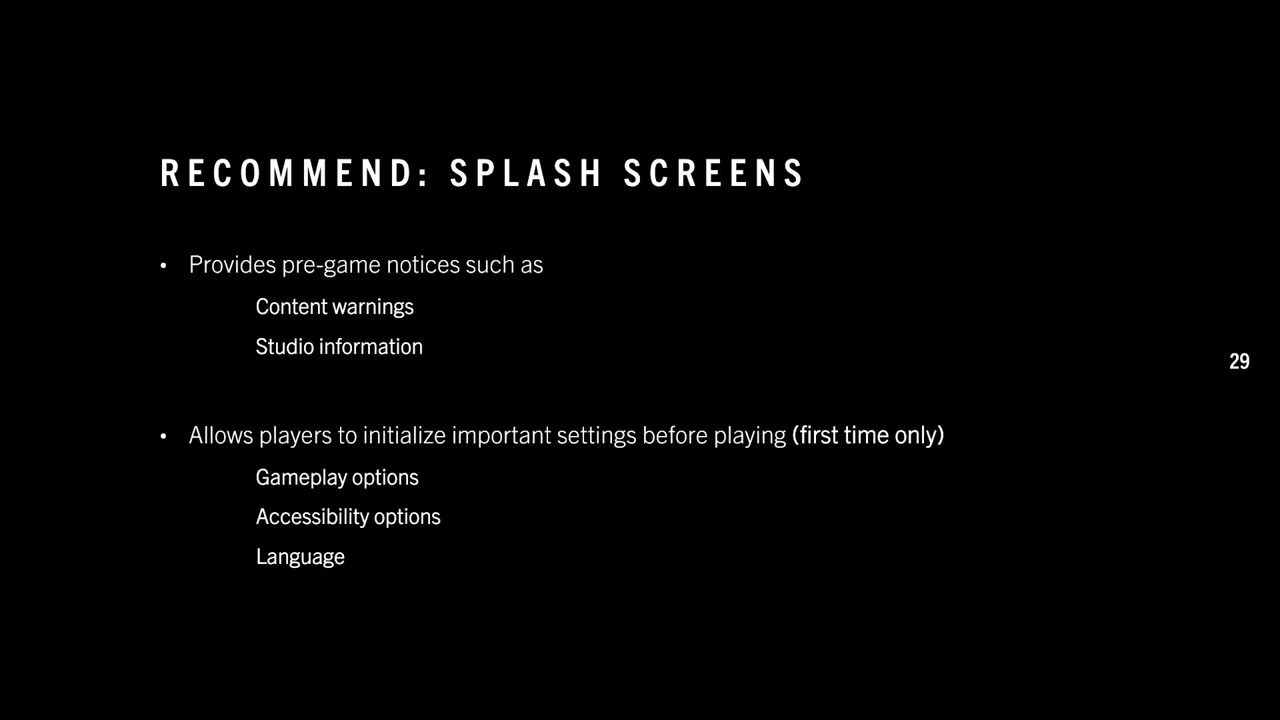 RECOMMEND: SPLASH SCREENS
• Provides pre-game notices such as
Content warnings
Studio information
29
• Allows players to initialize important settings before playing (first time only)
Gameplay options
Accessibility options
Language